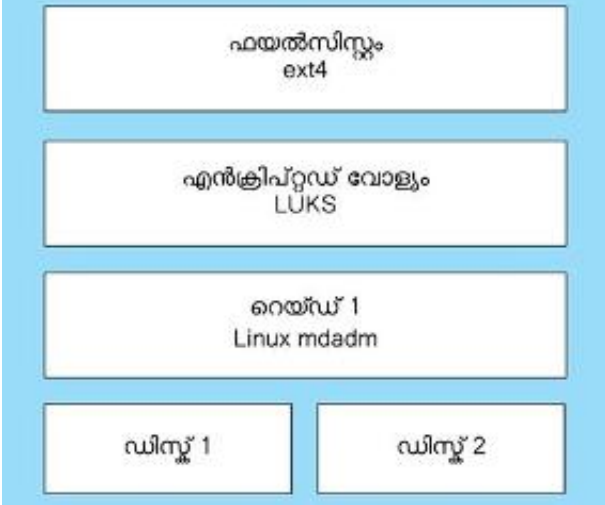 ഫയൽസിസ്റ്റം
ext4
എൻക്രിപ്റ്റഡ് വോള്യം
LUKS
റെയ്ഡ് 1
Linux mdadm
ഡിസ്ക് 1
ഡിസ്ക് 2